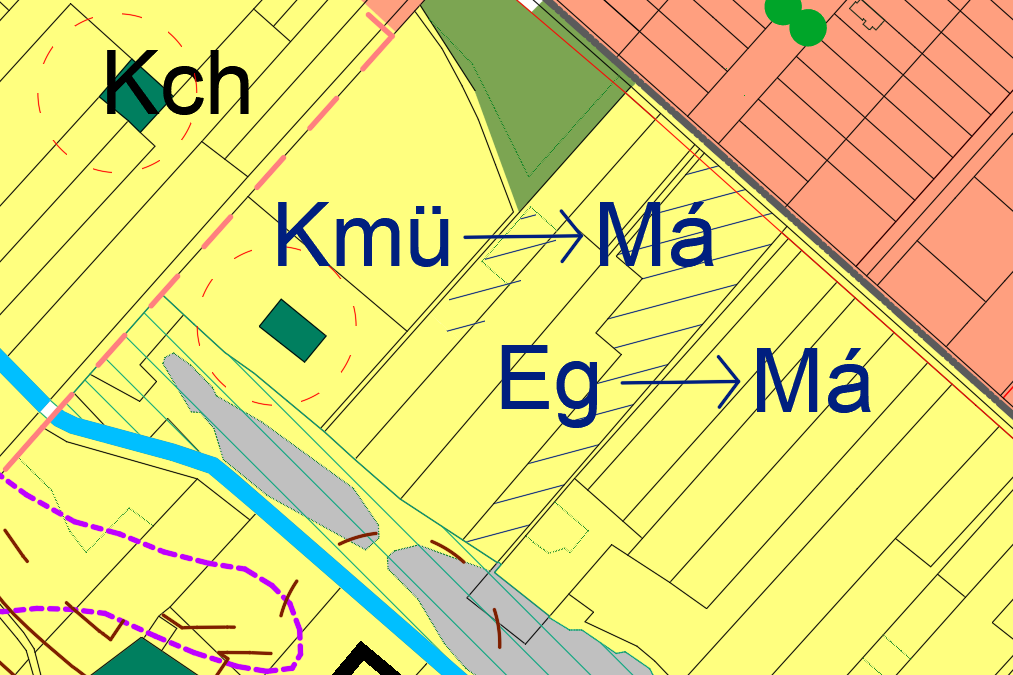 Kch
Kmü → Má
Eg → Má